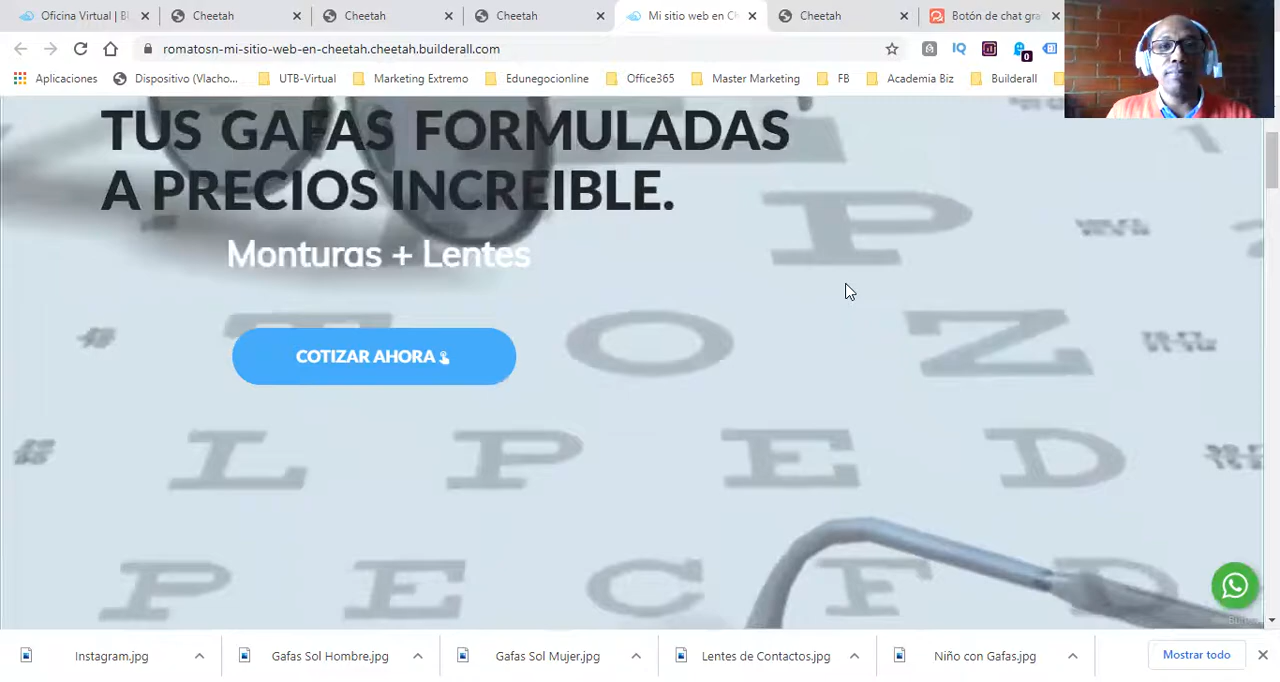 Oficina Virtual | B
Cheetah
Cheetah
Cheetah
Mi sitio web en C
Cheetah
Botón de chat gra
romatosn-mi-sitio-web-en-cheetah.cheetah.builderall.com
IQ
0
Aplicaciones
Dispositivo (Vlacho...
UTB-Virtual
Marketing Extremo
Edunegocionline
Office365
Master Marketing
FB
Academia Biz
Builderall
TUS GAFAS FORMULADAS
A PRECIOS INCREIBLE.
Monturas + Lentes
COTIZAR AHORA
P
T O Z
L P E D
P E C F D
Instagram.jpg
Gafas Sol Hombre.jpg
Gafas Sol Mujer.jpg
Lentes de Contactos.jpg
Niño con Gafas.jpg
Mostrar todo